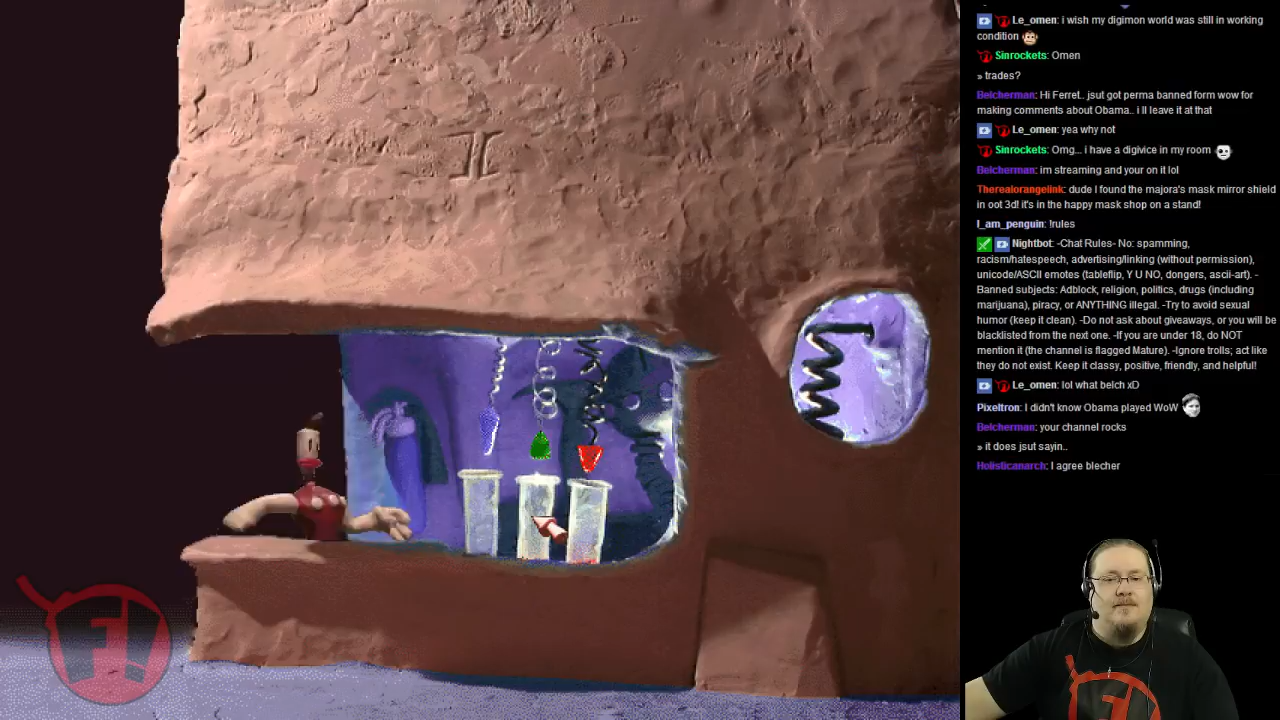 II
Le_omen: i wish my digimon world was still in working
condition
Sinrockets: Omen
» trades?
Belcherman: Hi Ferret.. jsut got perma banned form wow for
making comments about Obama.. i ll leave it at that
Le_omen: yea why not
Sinrockets: Omg... i have a digivice in my room
Belcherman: im streaming and your on it lol
Therealorangelink: dude I found the majora's mask mirror shield
in oot 3d! it's in the happy mask shop on a stand!
I_am_penguin: !rules
Nightbot: -Chat Rules- No: spamming,
racism/hatespeech, advertising/linking (without permission),
unicode/ASCII emotes (tableflip, Y U NO, dongers, ascii-art). -
Banned subjects: Adblock, religion, politics, drugs (including
marijuana), piracy, or ANYTHING illegal. -Try to avoid sexual
humor (keep it clean). -Do not ask about giveaways, or you will be
blacklisted from the next one. -If you are under 18, do NOT
mention it (the channel is flagged Mature). -Ignore trolls; act like
they do not exist. Keep it classy, positive, friendly, and helpful!
Le_omen: lol what belch xD
Pixeltron: I didn't know Obama played WoW
Belcherman: your channel rocks
» it does jsut sayin..
Holisticanarch: I agree blecher
FI